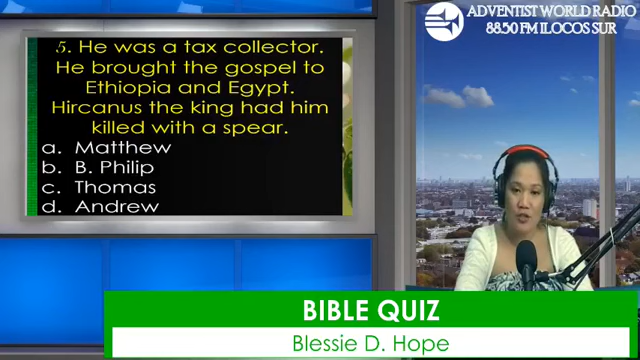 ADVENTIST WORLD RADIO
88.50 FM ILOCOS SUR
5. He was a tax collector.
He brought the gospel to
Ethiopia and Egypt.
Hircanus the king had him
killed with a spear.
a. Matthew
b. B. Philip
c. Thomas
d. Andrew
BIBLE QUIZ
Blessie D. Hope